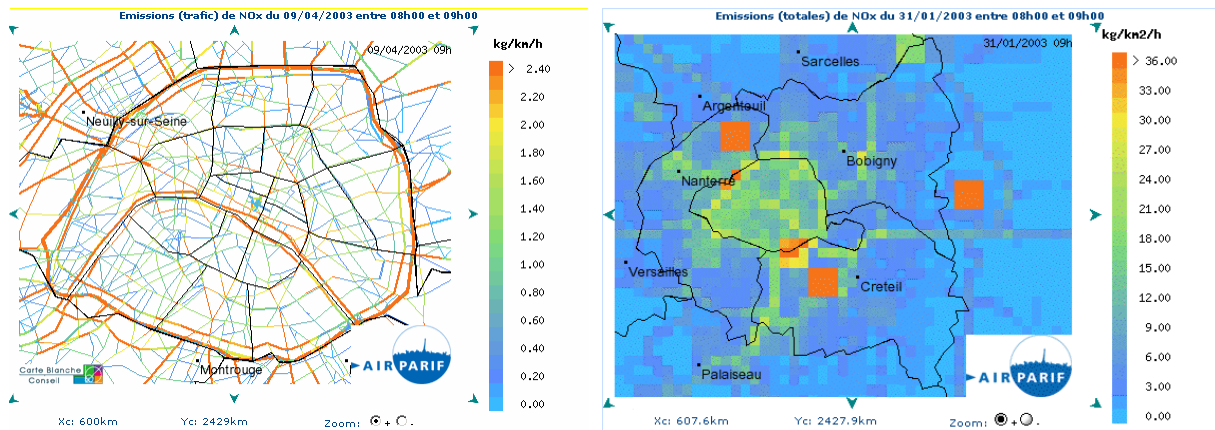 Emissions (trafic) de NOx du 09/04/2003 entre 08h00 et 09h00
kg/km/h
09/04/2003 09h
> 2.40
2.20
2.00
1.80
1.60
1.40
1.20
1.00
0.80
0.60
0.40
0.20
0.00
Neuilly-sur-Seine
Montrouge
Carte Blanche
Conseil
AIRPARIF
Xc: 600km Yc: 2429km Zoom: + .
Emissions (totales) de NOx du 31/01/2003 entre 08h00 et 09h00
kg/km2/h
31/01/2003 09h
> 36.00
33.00
30.00
27.00
24.00
21.00
18.00
15.00
12.00
9.00
6.00
3.00
0.00
Sarcelles
Argenteuil
Bobigny
Nanterre
Versailles
Creteil
Palaiseau
AIRPARIF
Xc: 607.6km Yc: 2427.9km Zoom: + .